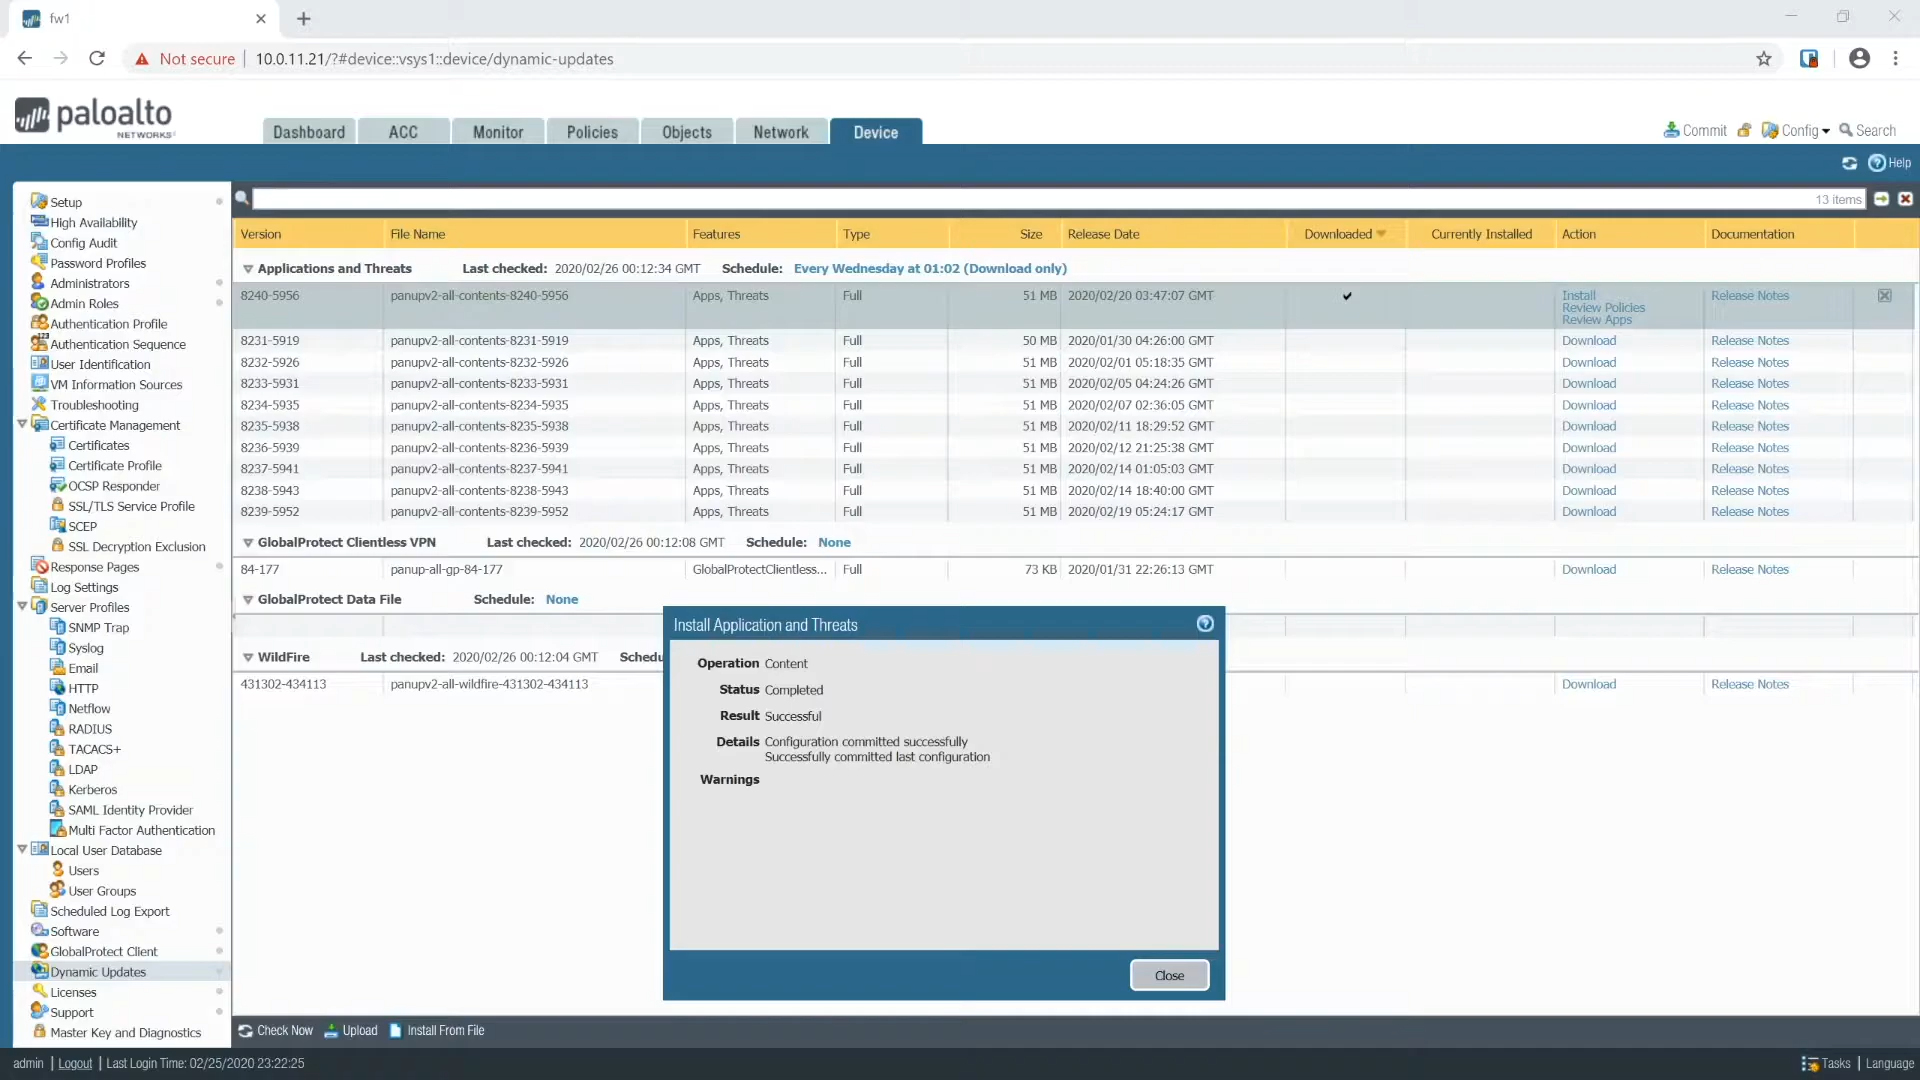 fw1
Not secure
10.0.11.21/?#device::vsys1::device/dynamic-updates
paloalto
NETWORKS
Dashboard
ACC
Monitor
Policies
Objects
Network
Device
Commit
Config
Search
Help
Setup
High Availability
Config Audit
Password Profiles
Administrators
Admin Roles
Authentication Profile
Authentication Sequence
User Identification
VM Information Sources
Troubleshooting
Certificate Management
Certificates
Certificate Profile
OCSP Responder
SSL/TLS Service Profile
SCEP
SSL Decryption Exclusion
Response Pages
Log Settings
Server Profiles
SNMP Trap
Syslog
Email
HTTP
Netflow
RADIUS
TACACS+
LDAP
Kerberos
SAML Identity Provider
Multi Factor Authentication
Local User Database
Users
User Groups
Scheduled Log Export
Software
GlobalProtect Client
Dynamic Updates
Licenses
Support
Master Key and Diagnostics
13 items
Version File Name Features Type Size Release Date Downloaded Currently Installed Action Documentation
Applications and Threats Last checked: 2020/02/26 00:12:34 GMT Schedule: Every Wednesday at 01:02 (Download only)
8240-5956 panupv2-all-contents-8240-5956 Apps, Threats Full 51 MB 2020/02/20 03:47:07 GMT ✔ Install Release Notes
Review Policies
Review Apps
8231-5919 panupv2-all-contents-8231-5919 Apps, Threats Full 50 MB 2020/01/30 04:26:00 GMT Download Release Notes
8232-5926 panupv2-all-contents-8232-5926 Apps, Threats Full 51 MB 2020/02/01 05:18:35 GMT Download Release Notes
8233-5931 panupv2-all-contents-8233-5931 Apps, Threats Full 51 MB 2020/02/05 04:24:26 GMT Download Release Notes
8234-5935 panupv2-all-contents-8234-5935 Apps, Threats Full 51 MB 2020/02/07 02:36:05 GMT Download Release Notes
8235-5938 panupv2-all-contents-8235-5938 Apps, Threats Full 51 MB 2020/02/11 18:29:52 GMT Download Release Notes
8236-5939 panupv2-all-contents-8236-5939 Apps, Threats Full 51 MB 2020/02/12 21:25:38 GMT Download Release Notes
8237-5941 panupv2-all-contents-8237-5941 Apps, Threats Full 51 MB 2020/02/14 01:05:03 GMT Download Release Notes
8238-5943 panupv2-all-contents-8238-5943 Apps, Threats Full 51 MB 2020/02/14 18:40:00 GMT Download Release Notes
8239-5952 panupv2-all-contents-8239-5952 Apps, Threats Full 51 MB 2020/02/19 05:24:17 GMT Download Release Notes
GlobalProtect Clientless VPN Last checked: 2020/02/26 00:12:08 GMT Schedule: None
84-177 panup-all-gp-84-177 GlobalProtectClientless... Full 73 KB 2020/01/31 22:26:13 GMT Download Release Notes
GlobalProtect Data File Schedule: None
WildFire Last checked: 2020/02/26 00:12:04 GMT Schedu
431302-434113 panupv2-all-wildfire-431302-434113 Download Release Notes
Install Application and Threats
Operation Content
Status Completed
Result Successful
Details Configuration committed successfully
Successfully committed last configuration
Warnings
Close
Check Now Upload Install From File
admin | Logout | Last Login Time: 02/25/2020 23:22:25
Tasks | Language